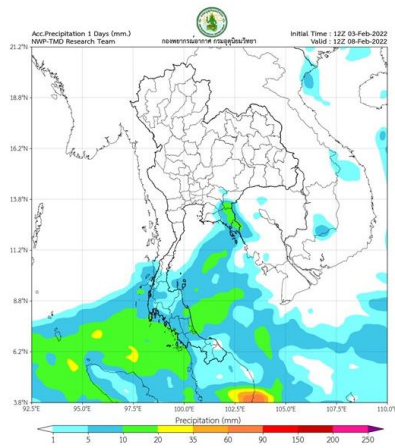 Acc.Precipitation 1 Days (mm.)
NWP-TMD Research Team
กองพยากรณ์อากาศ กรมอุตุนิยมวิทยา
Initial Time : 12Z 03-Feb-2022
Valid : 12Z 08-Feb-2022
21.2°N
18.8°N
16.2°N
13.8°N
11.2°N
8.8°N
6.2°N
3.8°N
92.5°E 95.0°E 97.5°E 100.0°E 102.5°E 105.0°E 107.5°E 110.0°E
Precipitation (mm)
1 5 10 20 35 60 90 150 200 250